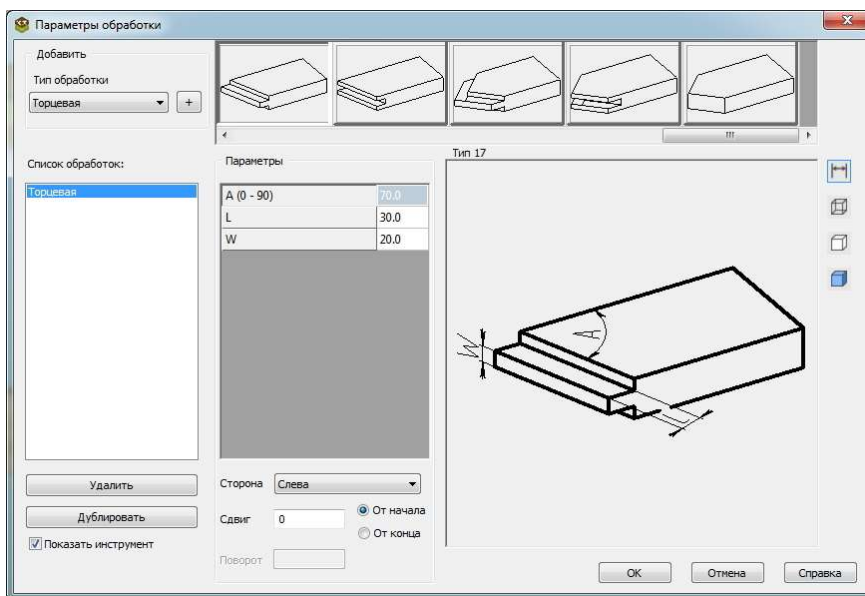 Параметры обработки
Добавить
Тип обработки
Торцевая
+
Список обработок:
Торцевая
Удалить
Дублировать
Показать инструмент
Параметры
A (0 - 90) 70.0
L 30.0
W 20.0
Сторона Слева
Сдвиг 0
От начала
От конца
Поворот
Тип 17
A
W
L
OK Отмена Справка